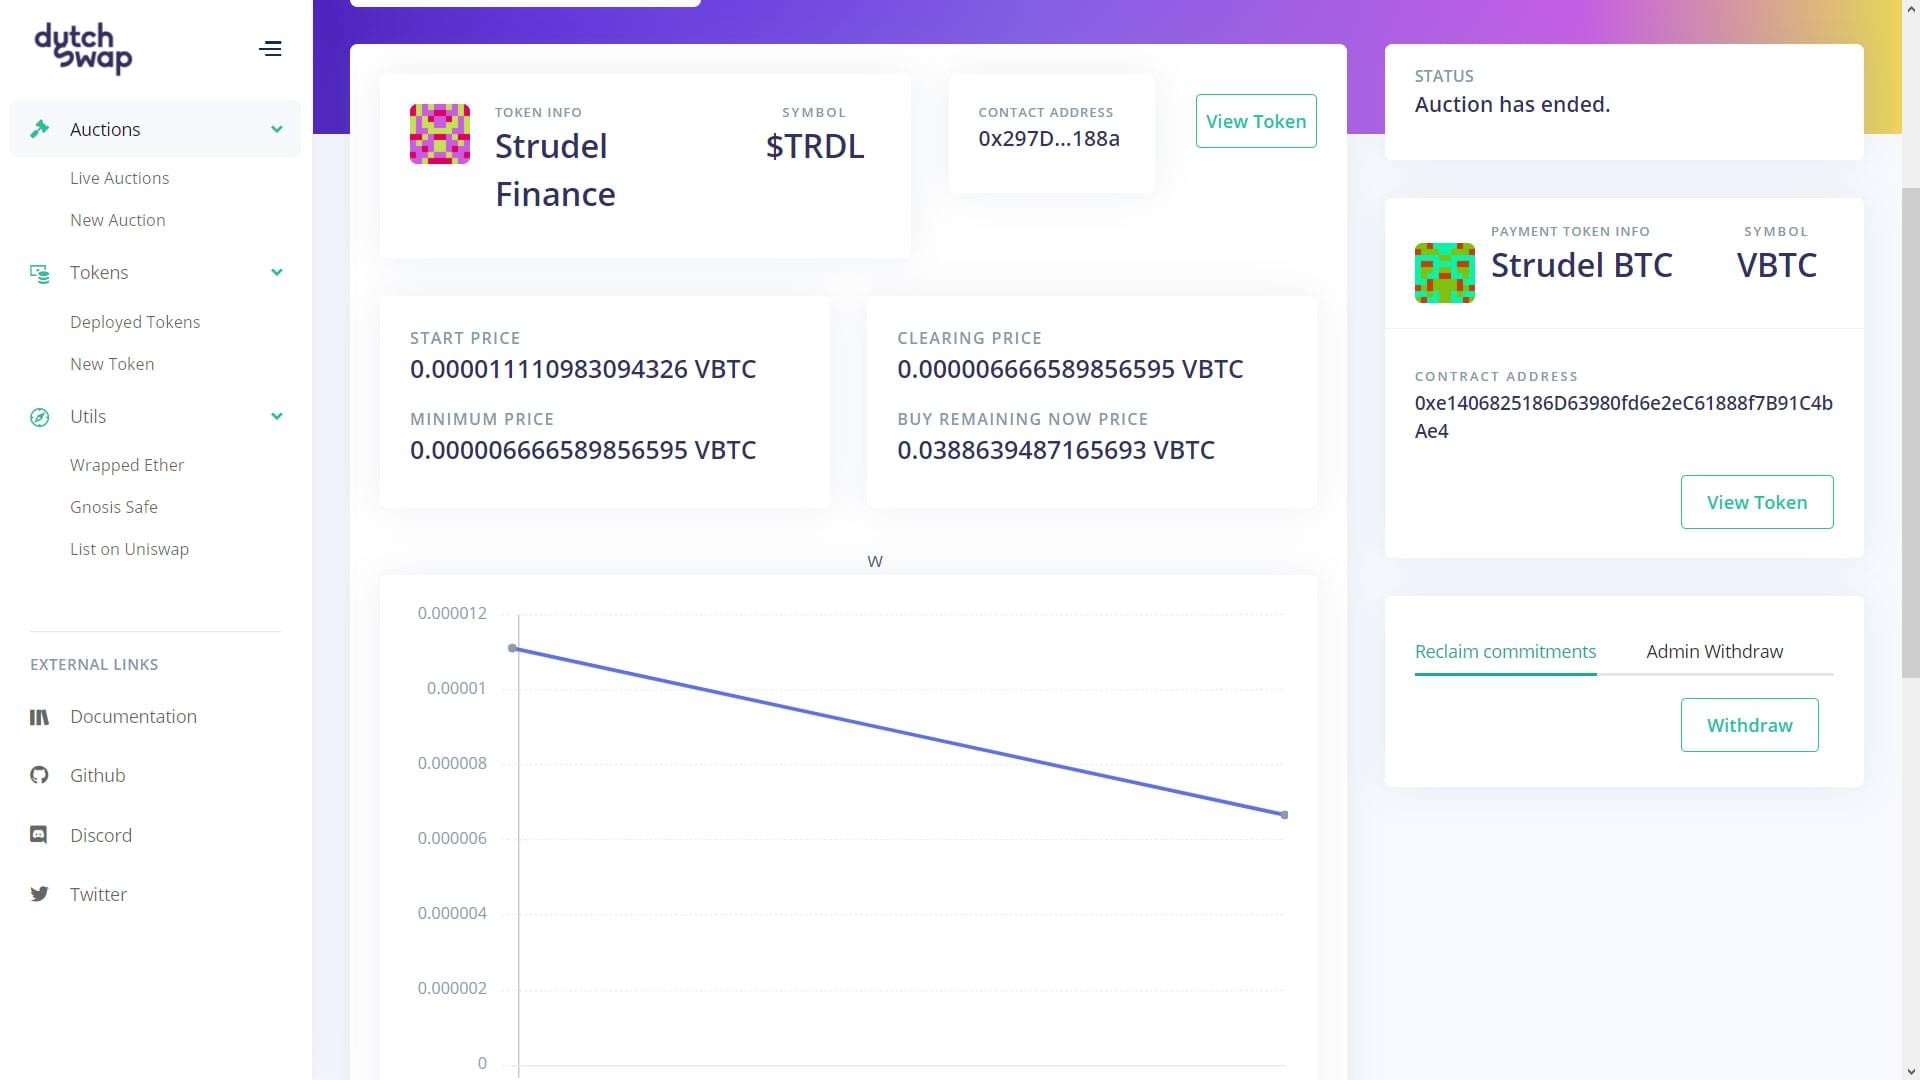 dutch
swap
Auctions
Live Auctions
New Auction
Tokens
Deployed Tokens
New Token
Utils
Wrapped Ether
Gnosis Safe
List on Uniswap
EXTERNAL LINKS
Documentation
Github
Discord
Twitter
TOKEN INFO
Strudel
Finance
SYMBOL
$TRDL
CONTACT ADDRESS
0x297D...188a
View Token
START PRICE
0.000011110983094326 VBTC
MINIMUM PRICE
0.000006666589856595 VBTC
CLEARING PRICE
0.000006666589856595 VBTC
BUY REMAINING NOW PRICE
0.0388639487165693 VBTC
W
0.000012
0.00001
0.000008
0.000006
0.000004
0.000002
0
STATUS
Auction has ended.
PAYMENT TOKEN INFO
Strudel BTC
SYMBOL
VBTC
CONTRACT ADDRESS
0xe1406825186D63980fd6e2eC61888f7B91C4b
Ae4
View Token
Reclaim commitments
Admin Withdraw
Withdraw